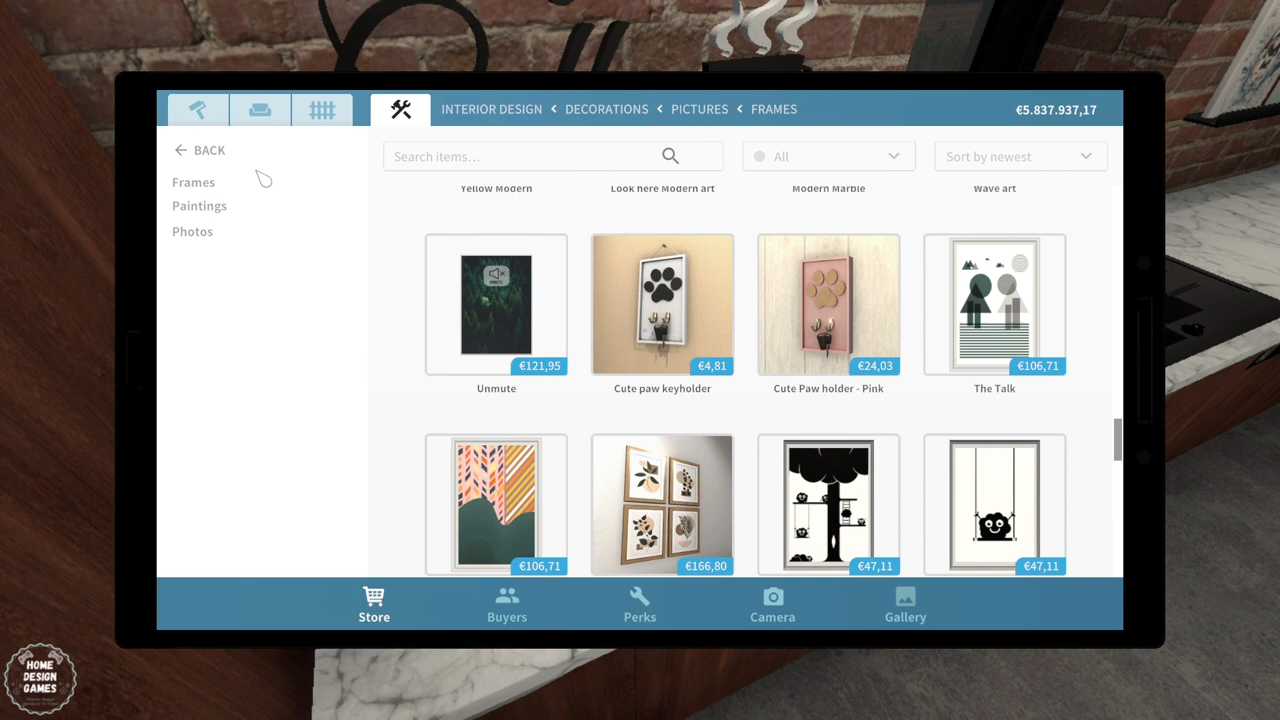 INTERIOR DESIGN < DECORATIONS < PICTURES < FRAMES
€5.837.937,17
BACK
Frames
Paintings
Photos
Search items...
All
Sort by newest
Yellow Modern
Look here Modern art
Modern Marble
Wave art
€121,95
€4,81
€24,03
€106,71
Unmute
Cute paw keyholder
Cute Paw holder - Pink
The Talk
€106,71
€166,80
€47,11
€47,11
Store
Buyers
Perks
Camera
Gallery
HOME
DESIGN
GAMES